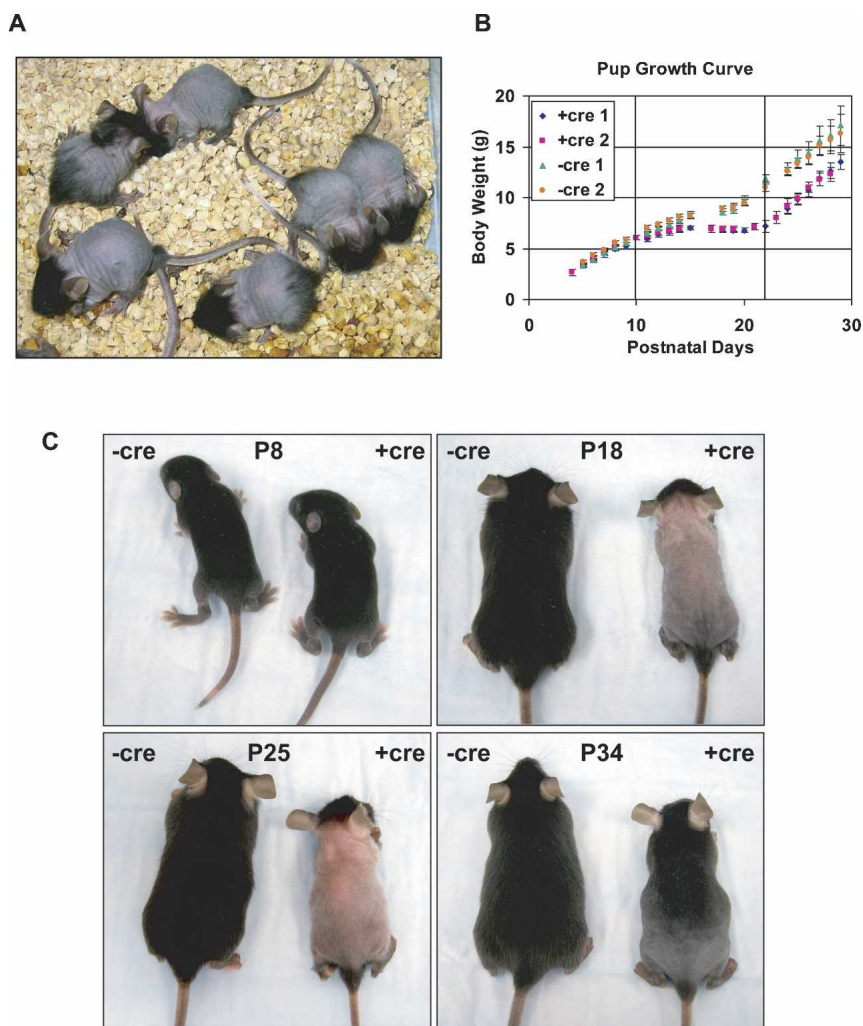 A
B
Pup Growth Curve
20
15
10
5
0
Body Weight (g)
+cre 1
+cre 2
-cre 1
-cre 2
0 10 20 30
Postnatal Days
C
-cre P8 +cre
-cre P18 +cre
-cre P25 +cre
-cre P34 +cre